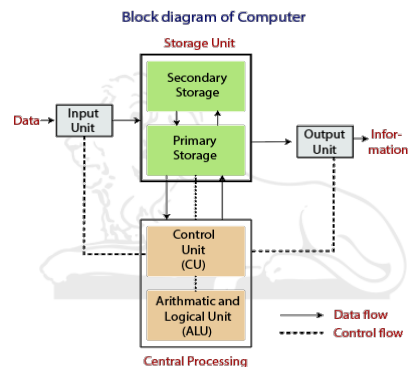 Block diagram of Computer
Storage Unit
Secondary
Storage
Data
Input
Unit
Primary
Storage
Output
Unit
Infor-
mation
Control
Unit
(CU)
Arithmatic and
Logical Unit
(ALU)
Data flow
Control flow
Central Processing